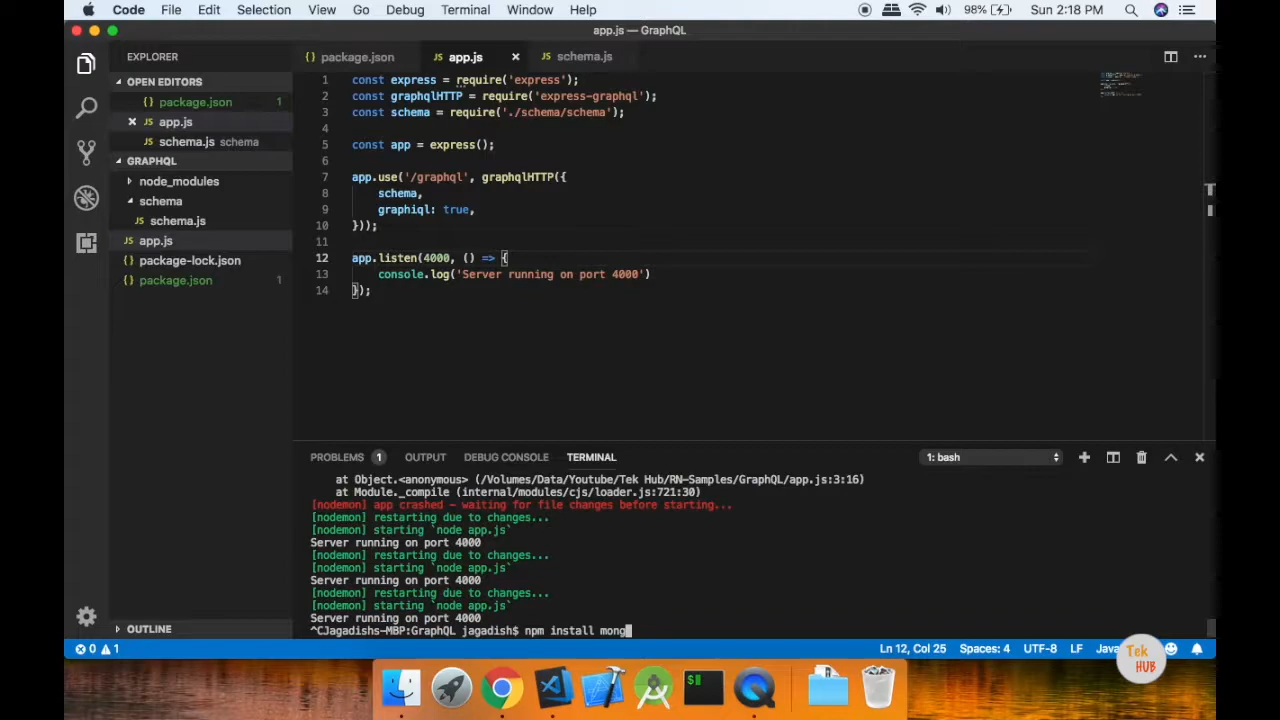 Code File Edit Selection View Go Debug Terminal Window Help 98% Sun 2:18 PM
app.js — GraphQL
EXPLORER
OPEN EDITORS
{ } package.json 1
× JS app.js
JS schema.js schema
GRAPHQL
node_modules
schema
JS schema.js
JS app.js
{ } package-lock.json
{ } package.json 1
OUTLINE
{ } package.json JS app.js × JS schema.js
1 const express = require('express');
2 const graphqlHTTP = require('express-graphql');
3 const schema = require('./schema/schema');
4
5 const app = express();
6
7 app.use('/graphql', graphqlHTTP({
8 schema,
9 graphiql: true,
10 }));
11
12 app.listen(4000, () => {
13 console.log('Server running on port 4000')
14 });
PROBLEMS 1 OUTPUT DEBUG CONSOLE TERMINAL 1: bash
at Object.<anonymous> (/Volumes/Data/Youtube/Tek Hub/RN-Samples/GraphQL/app.js:3:16)
at Module._compile (internal/modules/cjs/loader.js:721:30)
[nodemon] app crashed - waiting for file changes before starting...
[nodemon] restarting due to changes...
[nodemon] starting `node app.js`
Server running on port 4000
[nodemon] restarting due to changes...
[nodemon] starting `node app.js`
Server running on port 4000
[nodemon] restarting due to changes...
[nodemon] starting `node app.js`
Server running on port 4000
^CJagadishs-MBP:GraphQL jagadish$ npm install mong
0 1 Ln 12, Col 25 Spaces: 4 UTF-8 LF
Tek
HUB
$